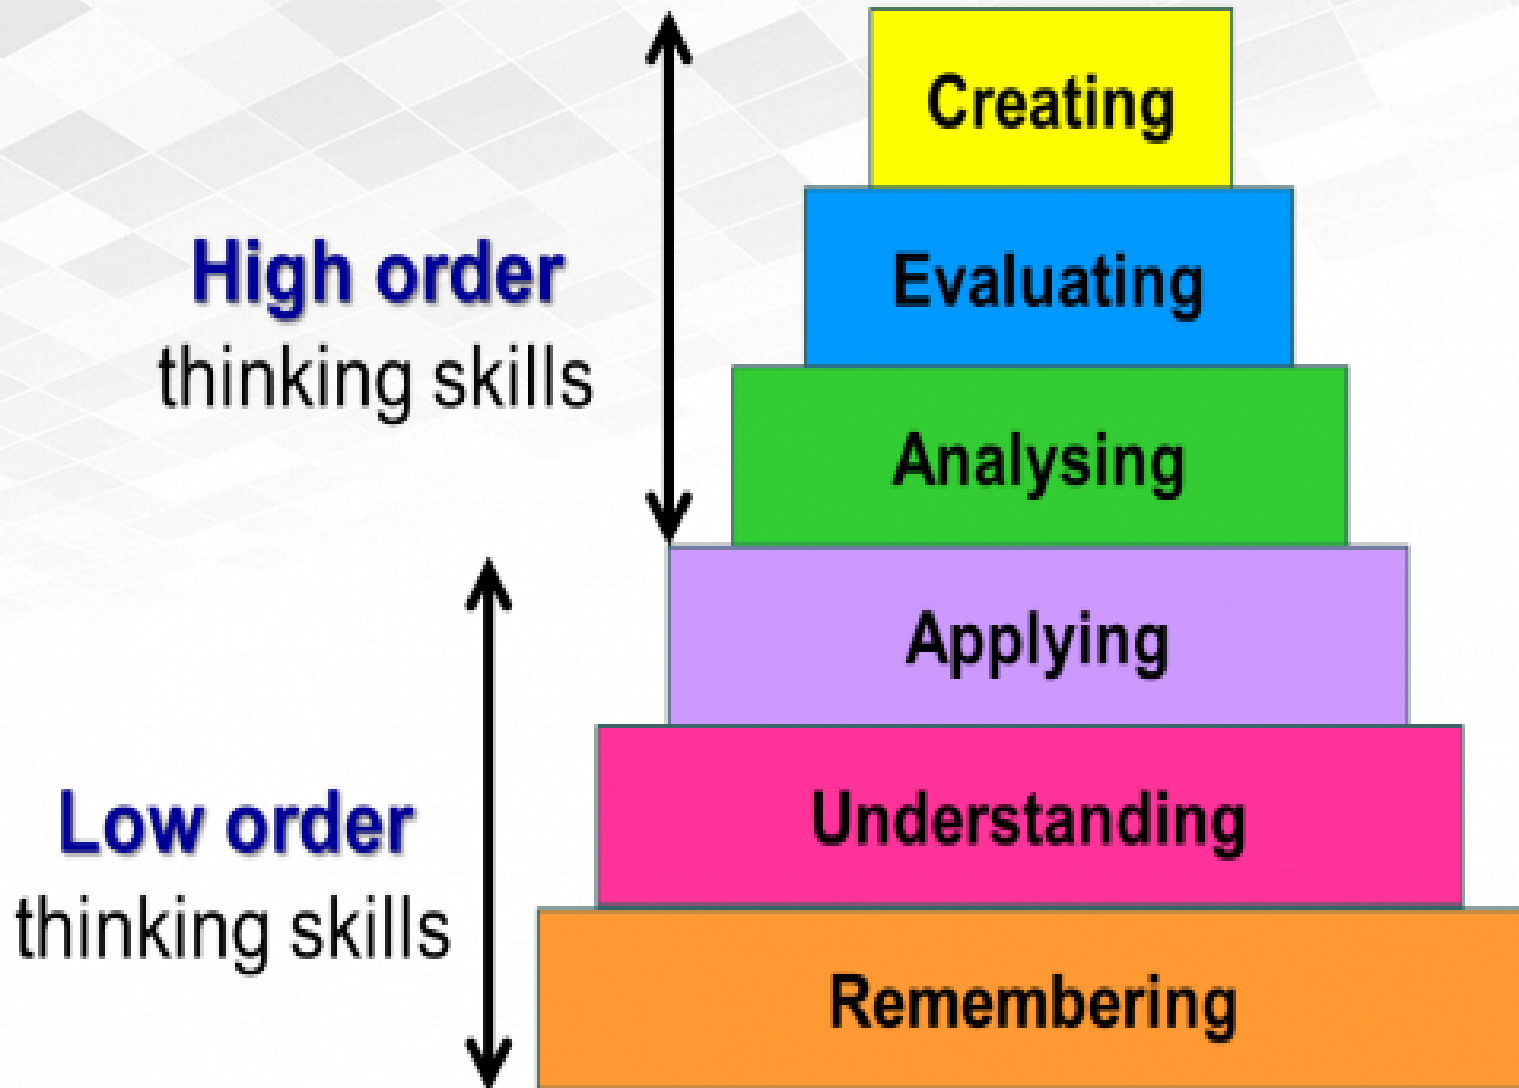 Creating
Evaluating
High order
thinking skills
Analysing
Applying
Understanding
Low order
thinking skills
Remembering